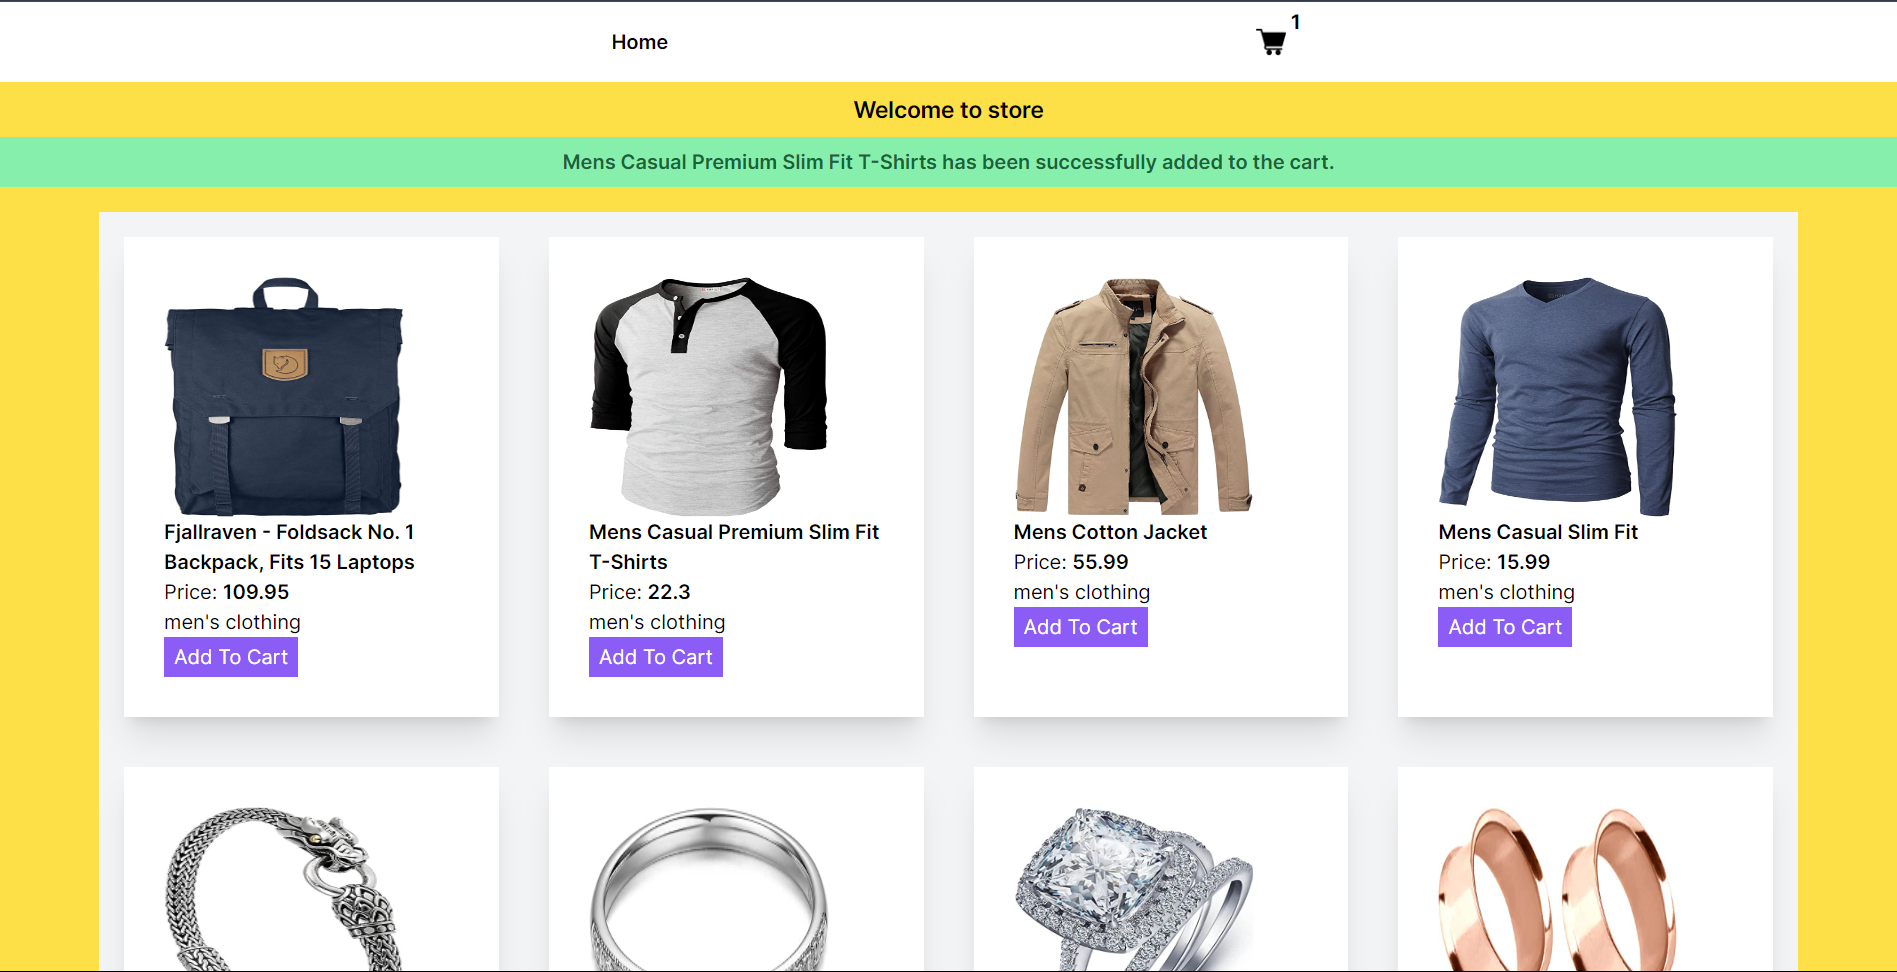 Home
1
Welcome to store
Mens Casual Premium Slim Fit T-Shirts has been successfully added to the cart.
Fjallraven - Foldsack No. 1
Backpack, Fits 15 Laptops
Price: 109.95
men's clothing
Add To Cart
Mens Casual Premium Slim Fit
T-Shirts
Price: 22.3
men's clothing
Add To Cart
Mens Cotton Jacket
Price: 55.99
men's clothing
Add To Cart
Mens Casual Slim Fit
Price: 15.99
men's clothing
Add To Cart